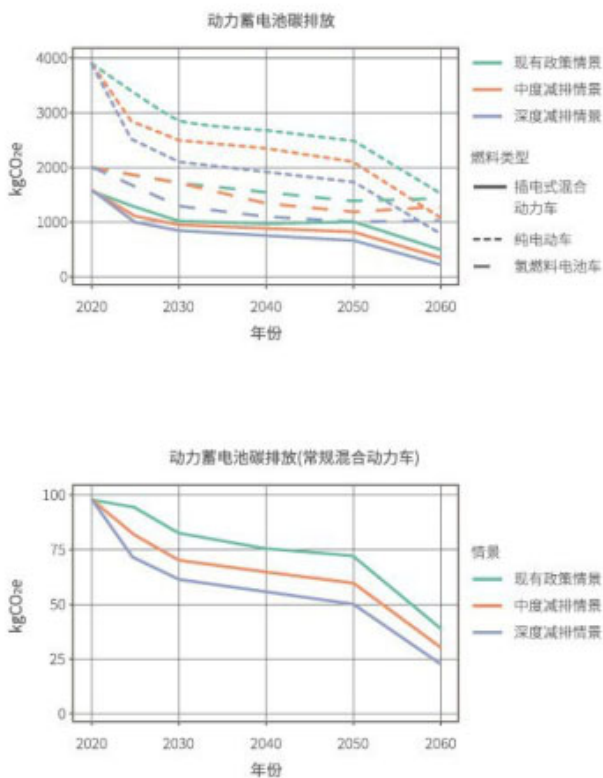 动力蓄电池碳排放
4000
3000
2000
1000
0
kgCO₂e
2020 2030 2040 2050 2060
年份
现有政策情景
中度减排情景
深度减排情景
燃料类型
插电式混合
动力车
纯电动车
氢燃料电池车
动力蓄电池碳排放(常规混合动力车)
100
75
50
25
0
kgCO₂e
2020 2030 2040 2050 2060
年份
情景
现有政策情景
中度减排情景
深度减排情景